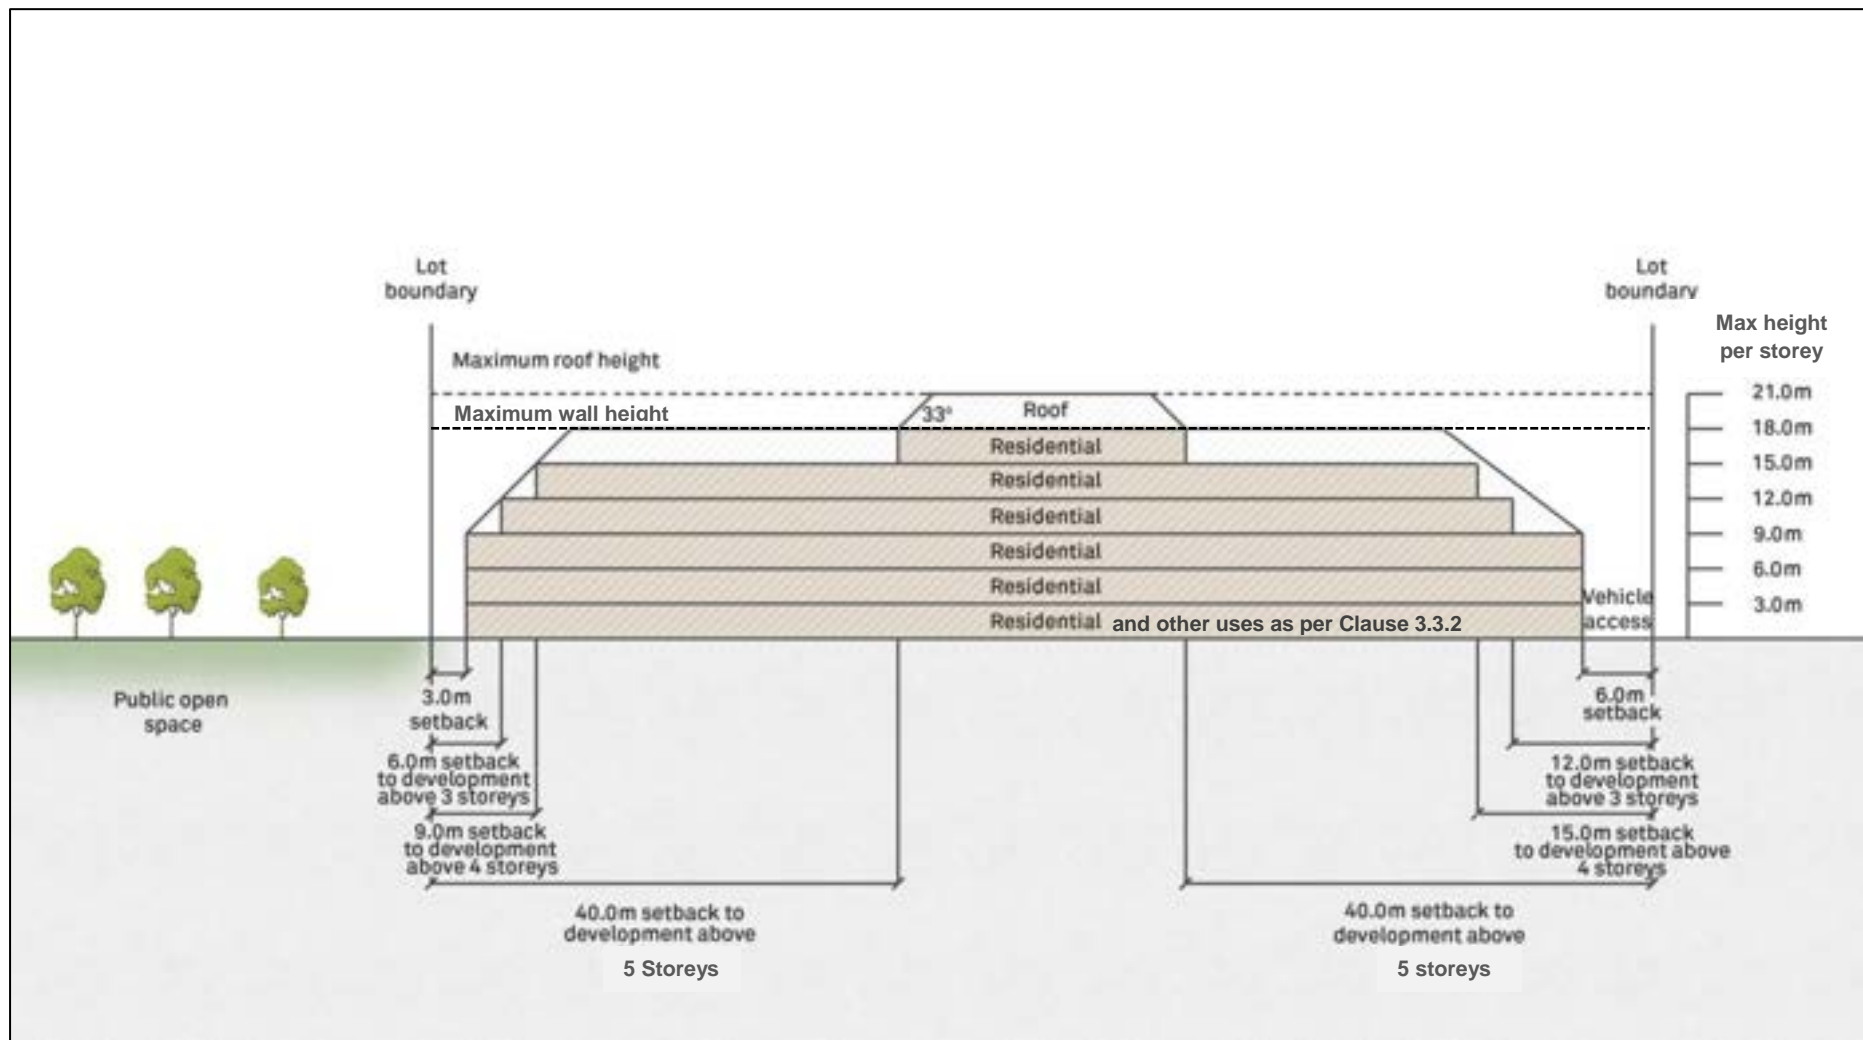 Lot
boundary
Lot
boundary
Max height
per storey
Maximum roof height
21.0m
Maximum wall height
33°
Roof
18.0m
Residential
15.0m
Residential
12.0m
Residential
9.0m
Residential
6.0m
Residential
Vehicle
access
3.0m
Residential and other uses as per Clause 3.3.2
Public open
space
3.0m
setback
6.0m
setback
6.0m setback
to development
above 3 storeys
12.0m setback
to development
above 3 storeys
9.0m setback
to development
above 4 storeys
15.0m setback
to development above
4 storeys
40.0m setback to
development above
5 Storeys
40.0m setback to
development above
5 storeys